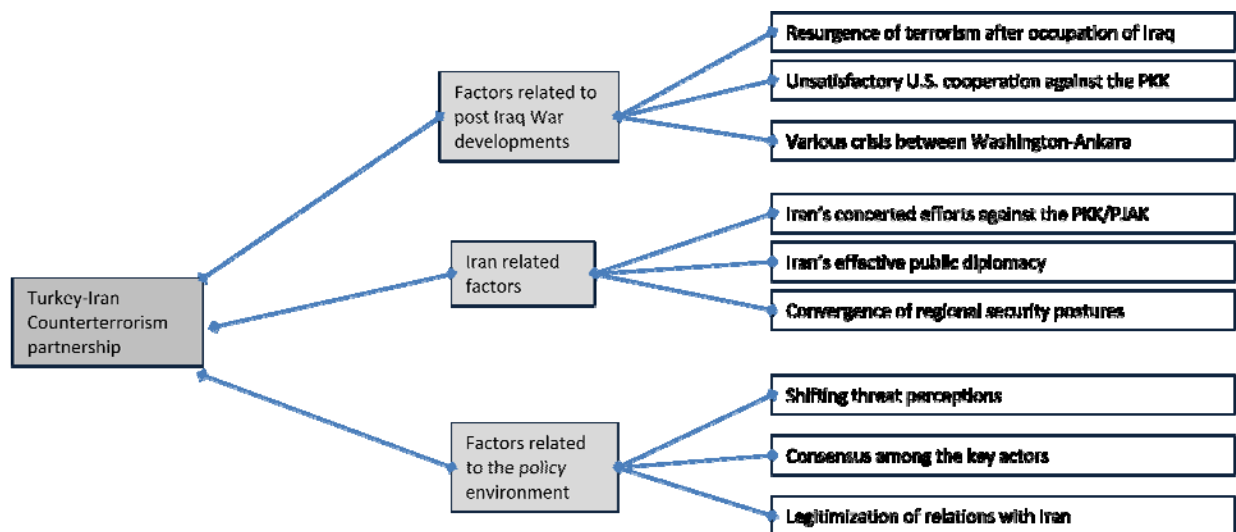 Resurgence of terrorism after occupation of Iraq
Factors related to
post Iraq War
developments
Unsatisfactory U.S. cooperation against the PKK
Various crisis between Washington-Ankara
Turkey-Iran
Counterterrorism
partnership
Iran related
factors
Iran's concerted efforts against the PKK/PJAK
Iran's effective public diplomacy
Convergence of regional security postures
Factors related
to the policy
environment
Shifting threat perceptions
Consensus among the key actors
Legitimization of relations with Iran